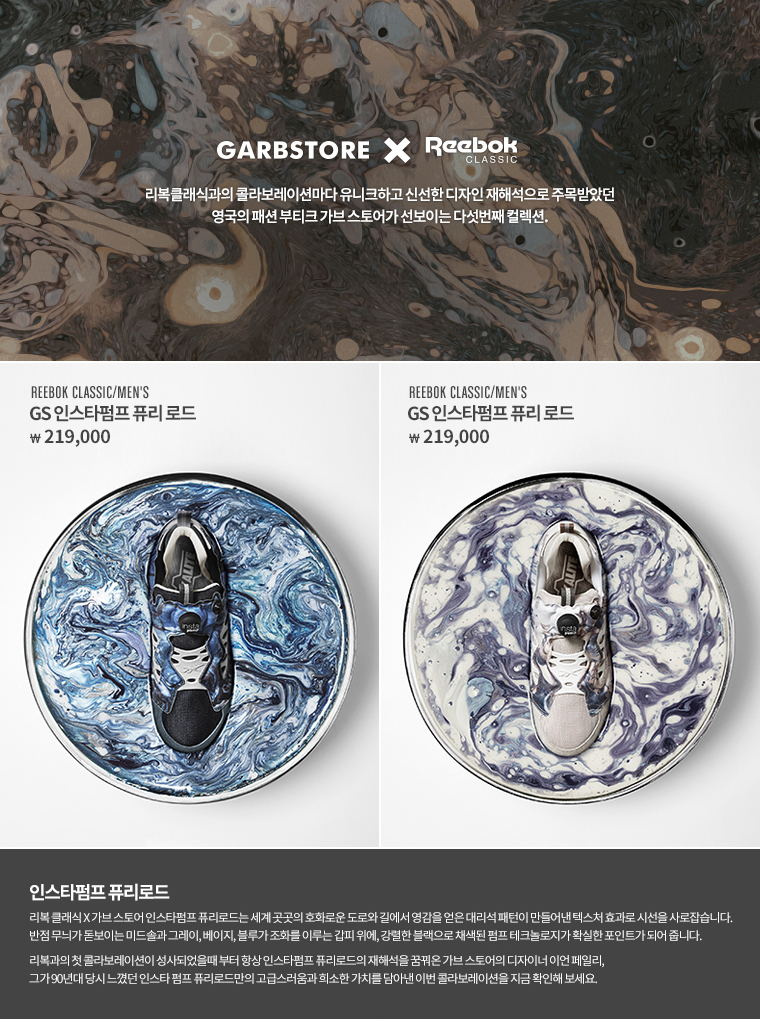 GARBSTORE X Reebok
CLASSIC
리복클래식과의 콜라보레이션마다 유니크하고 신선한 디자인 재해석으로 주목받았던
영국의 패션 부티크 가브 스토어가 선보이는 다섯번째 컬렉션.
REEBOK CLASSIC/MEN'S
GS 인스타펌프 퓨리 로드
₩ 219,000
REEBOK CLASSIC/MEN'S
GS 인스타펌프 퓨리 로드
₩ 219,000
insta
인스타펌프 퓨리로드
리복 클래식 X 가브 스토어 인스타펌프 퓨리로드는 세계 곳곳의 호화로운 도로와 길에서 영감을 얻은 대리석 패턴이 만들어낸 텍스처 효과로 시선을 사로잡습니다.
반점 무늬가 돋보이는 미드솔과 그레이, 베이지, 블루가 조화를 이루는 갑피 위에, 강렬한 블랙으로 채색된 펌프 테크놀로지가 확실한 포인트가 되어 줍니다.
리복과의 첫 콜라보레이션이 성사되었을때 부터 항상 인스타펌프 퓨리로드의 재해석을 꿈꿔온 가브 스토어의 디자이너 이언 페일리,
그가 90년대 당시 느꼈던 인스타 펌프 퓨리로드만의 고급스러움과 희소한 가치를 담아낸 이번 콜라보레이션을 지금 확인해 보세요.